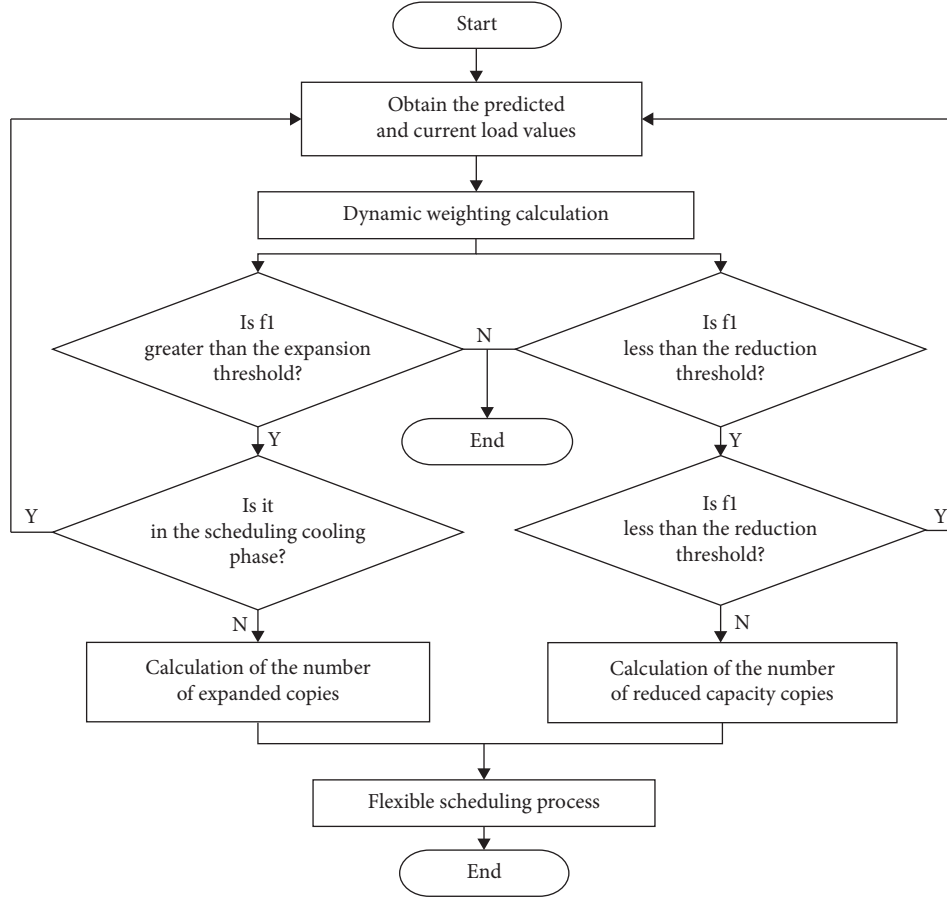 Start
Obtain the predicted
and current load values
Dynamic weighting calculation
Is f1
greater than the expansion
threshold?
N
Is f1
less than the reduction
threshold?
End
Y
Y
Y
Is it
in the scheduling cooling
phase?
Is f1
less than the reduction
threshold?
Y
N
N
Calculation of the number
of expanded copies
Calculation of the number
of reduced capacity copies
Flexible scheduling process
End